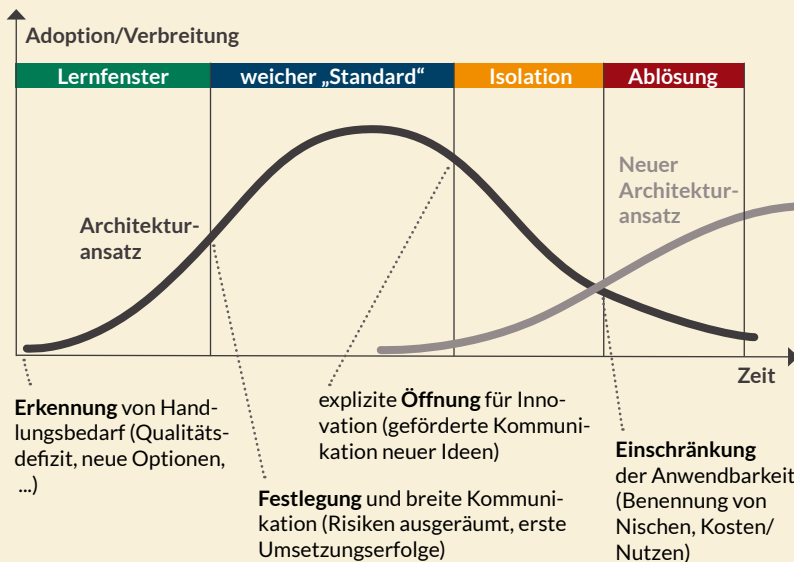 Adoption/Verbreitung
Lernfenster
weicher „Standard“
Isolation
Ablösung
Neuer
Architektur-
ansatz
Architektur-
ansatz
Zeit
Erkennung von Hand-
lungsbedarf (Qualitäts-
defizit, neue Optionen,
...)
explizite Öffnung für Inno-
vation (geförderte Kommuni-
kation neuer Ideen)
Festlegung und breite Kommuni-
kation (Risiken ausgeräumt, erste
Umsetzungserfolge)
Einschränkung
der Anwendbarkeit
(Benennung von
Nischen, Kosten/
Nutzen)